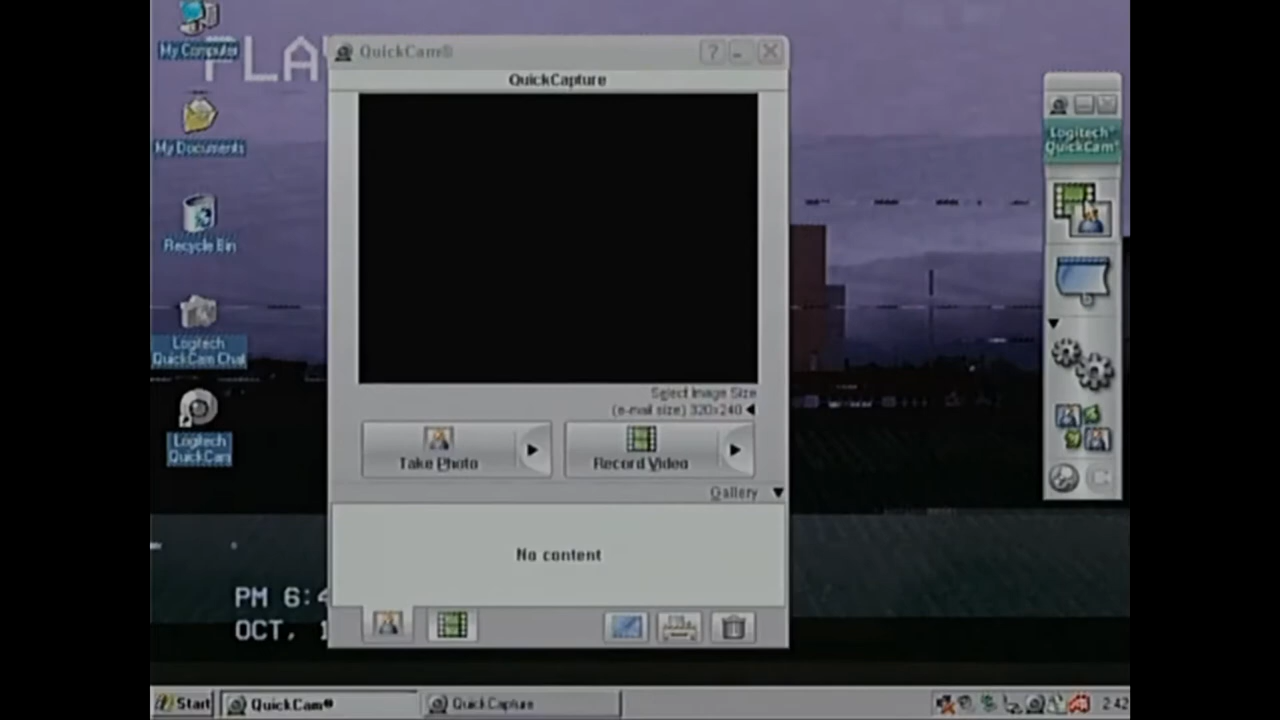 My Computer
PLA
My Documents
Recycle Bin
Logitech
QuickCam Chat
Logitech
QuickCam
QuickCam®
?
QuickCapture
Select Image Size
(e-mail size) 320x240
Take Photo
Record Video
Gallery
No content
Logitech®
QuickCam®
PM 6:4
OCT. 1
Start
QuickCam®
QuickCapture
2:42